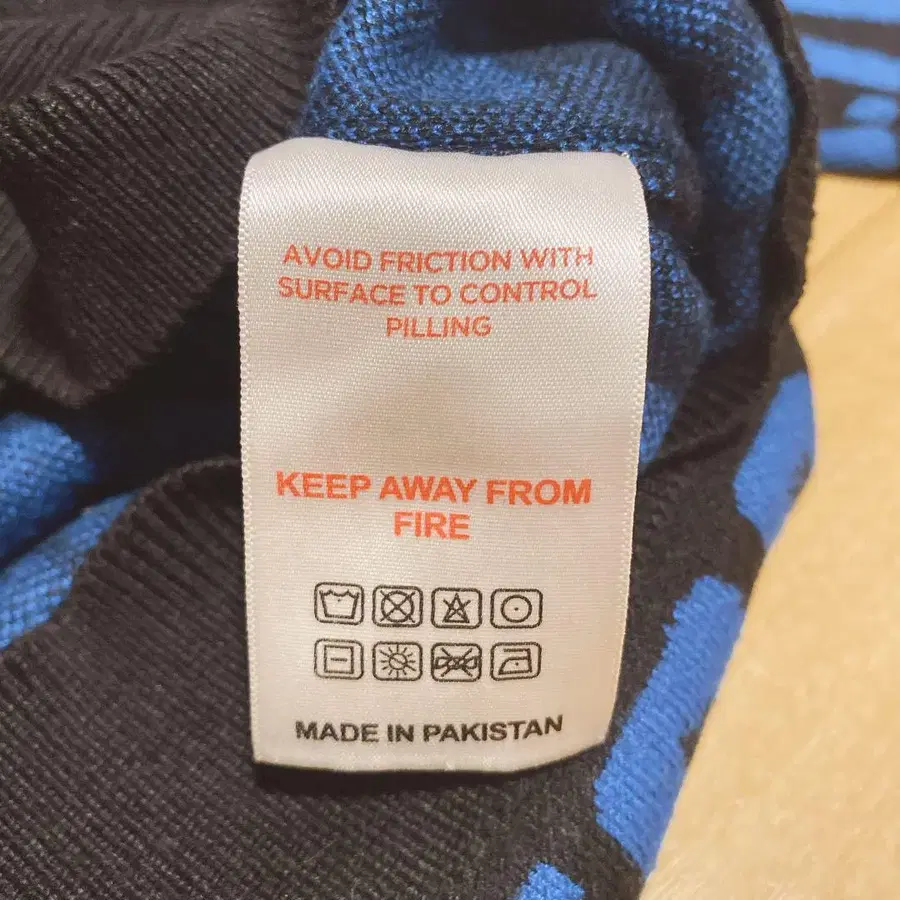 AVOID FRICTION WITH
SURFACE TO CONTROL
PILLING
KEEP AWAY FROM
FIRE
MADE IN PAKISTAN